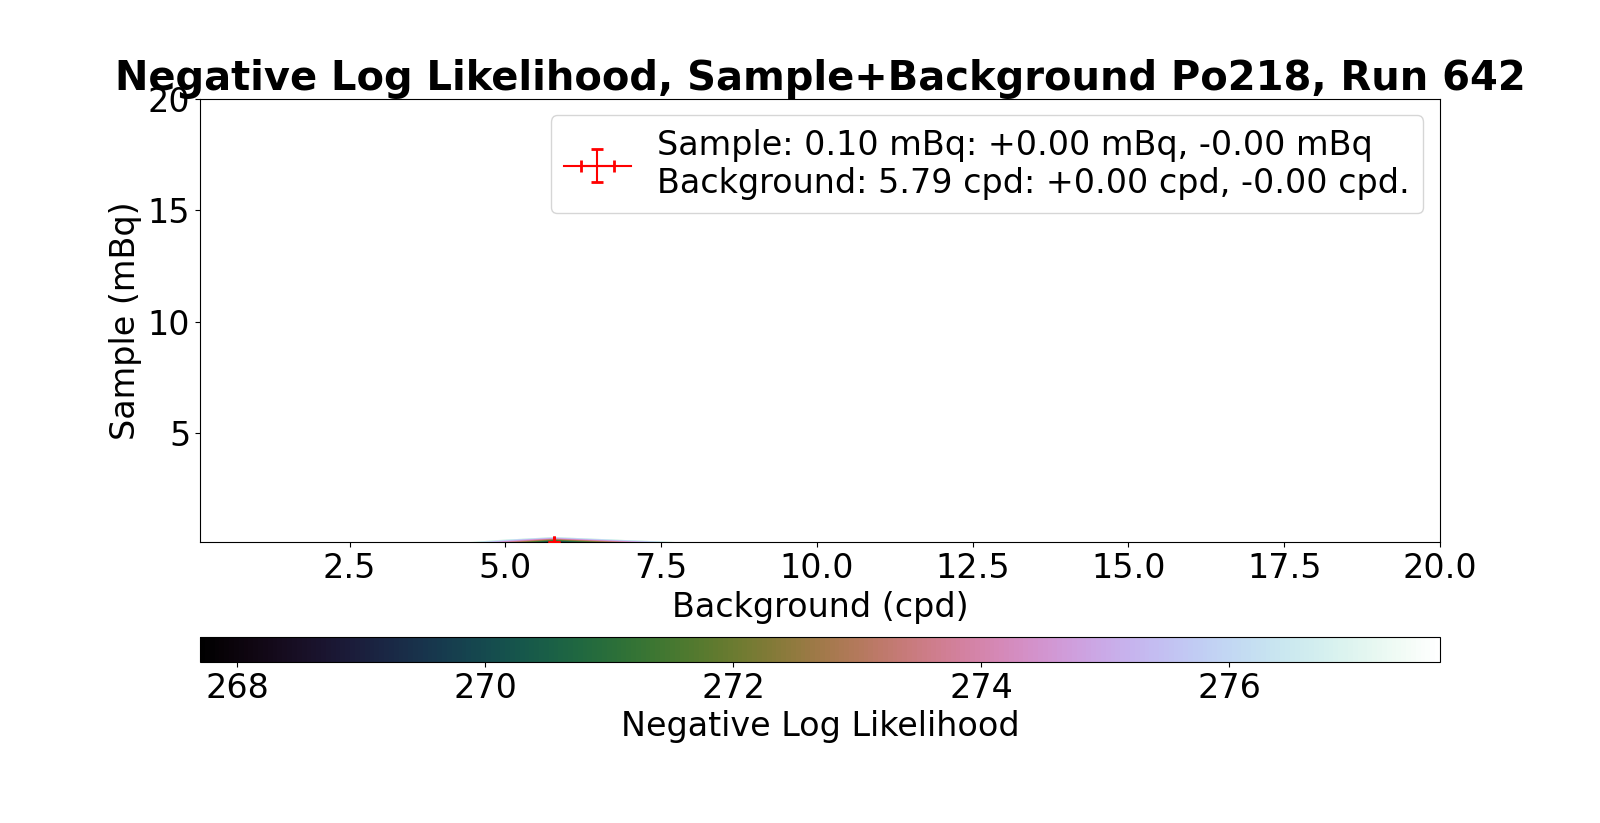 Negative Log Likelihood, Sample+Background Po218, Run 642
Sample: 0.10 mBq: +0.00 mBq, -0.00 mBq
Background: 5.79 cpd: +0.00 cpd, -0.00 cpd.
Sample (mBq)
20
15
10
5
2.5 5.0 7.5 10.0 12.5 15.0 17.5 20.0
Background (cpd)
268 270 272 274 276
Negative Log Likelihood